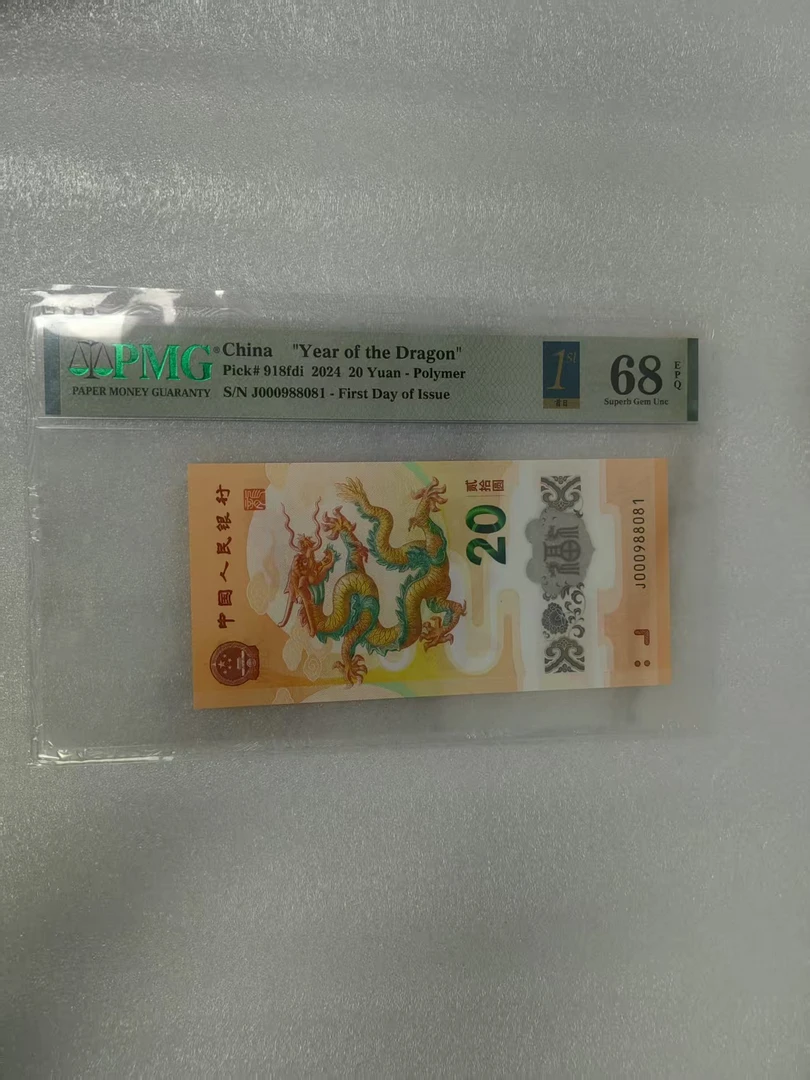 PMG®
PAPER MONEY GUARANTY
China "Year of the Dragon"
Pick# 918fdi 2024 20 Yuan - Polymer
S/N J000988081 - First Day of Issue
1st
68
EPQ
Superb Gem Unc
中国人民银行
贰拾圆
20
福
J000988081